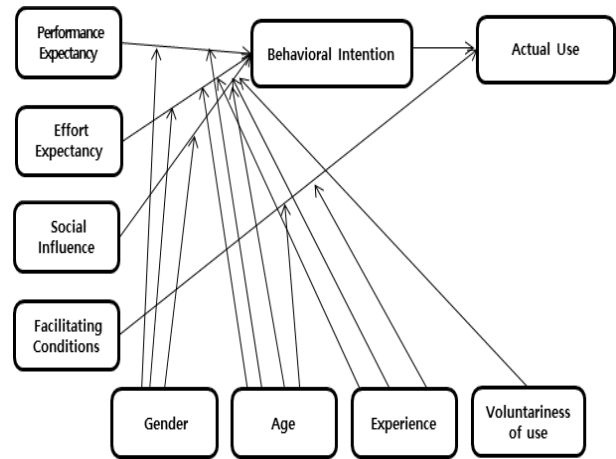 Performance
Expectancy
Behavioral Intention
Actual Use
Effort
Expectancy
Social
Influence
Facilitating
Conditions
Gender
Age
Experience
Voluntariness
of use